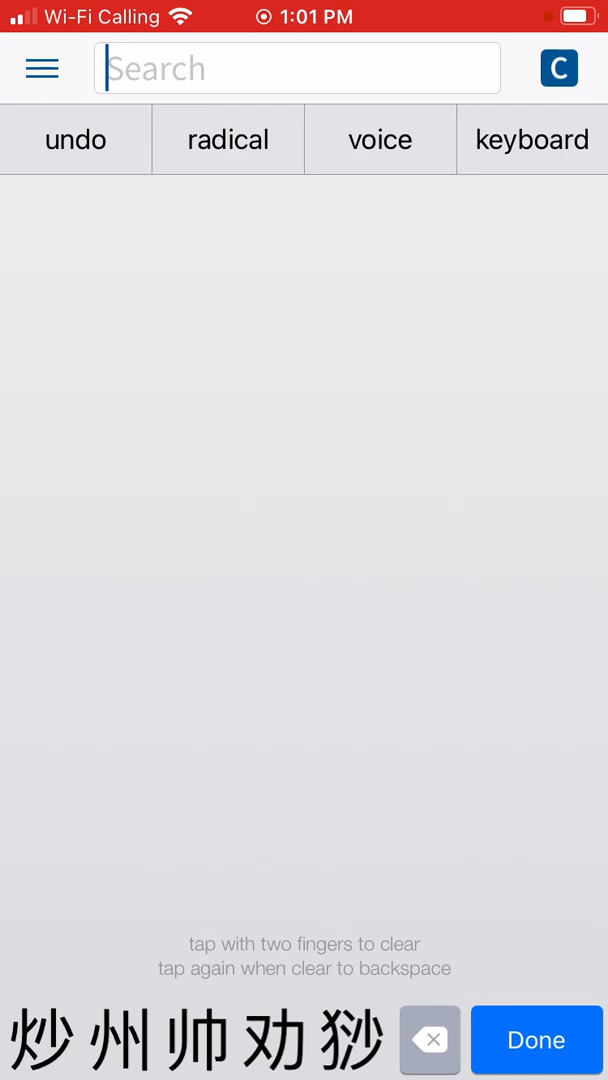 Wi-Fi Calling 1:01 PM
Search C
undo radical voice keyboard
tap with two fingers to clear
tap again when clear to backspace
炒 州 帅 劝 猀 Done